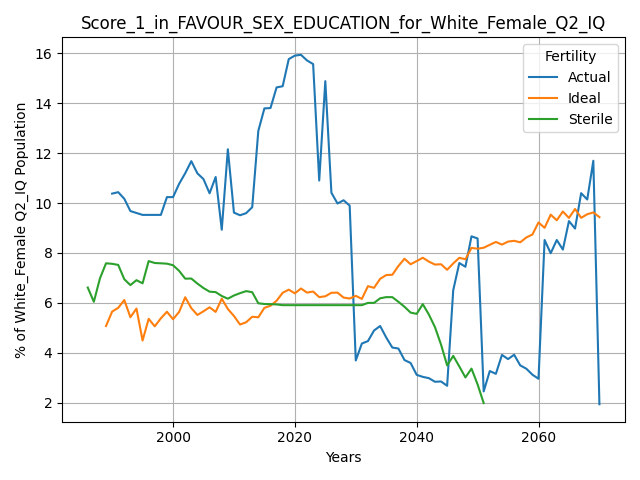 Score_1_in_FAVOUR_SEX_EDUCATION_for_White_Female_Q2_IQ
Fertility
Actual
Ideal
Sterile
% of White_Female Q2_IQ Population
16
14
12
10
8
6
4
2
2000
2020
2040
2060
Years